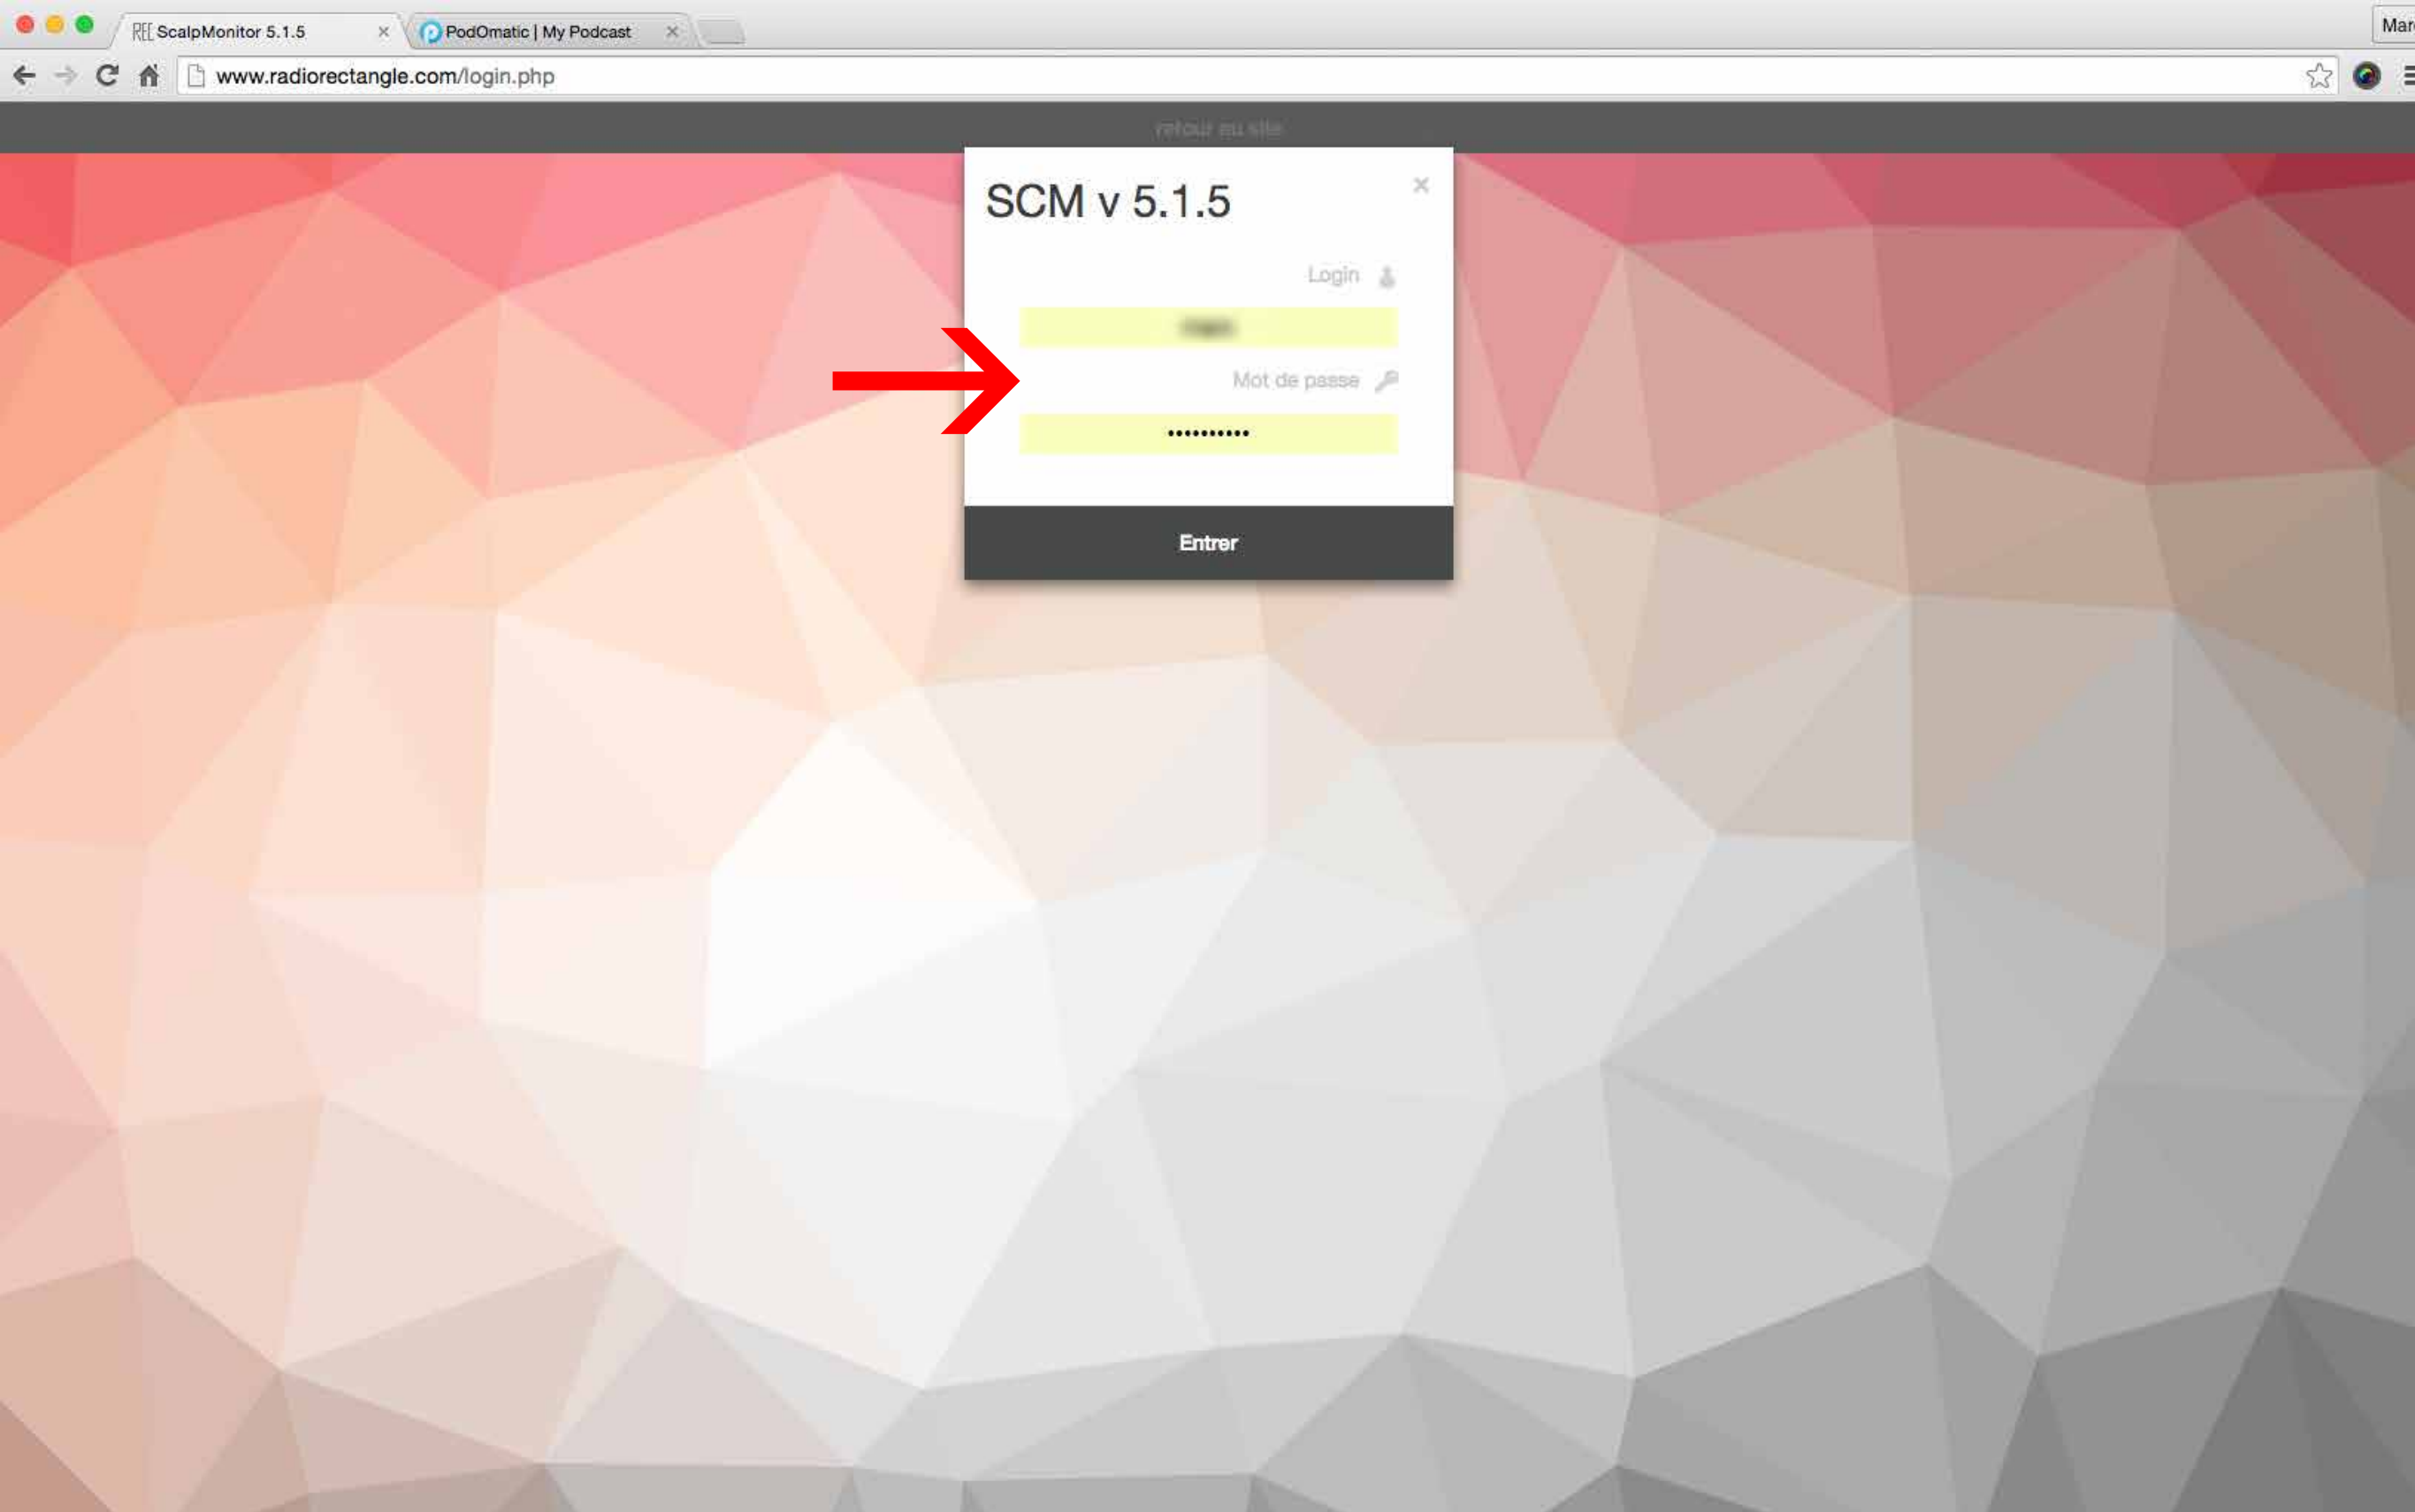 REC ScalpMonitor 5.1.5
PodOmatic | My Podcast
www.radiorectangle.com/login.php
retour au site
SCM v 5.1.5
Login
Mot de passe
Entrer